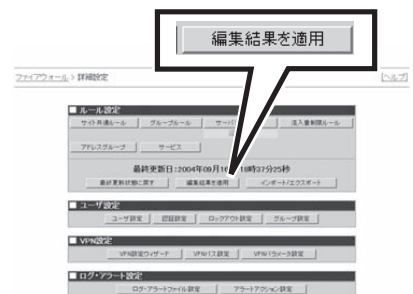 編集結果を適用
ファイアウォール > 詳細設定 [ヘルプ]
■ ルール設定
サイト共通ルール グループルール 流入量制限ルール
アドレスグループ サービス
最終更新日:2004年09月 18時37分25秒
最終更新状態に戻す 編集結果を適用 インポート/エクスポート
■ ユーザ設定
ユーザ設定 認証設定 ロックアウト設定 グループ設定
■ VPN設定
VPN設定ウィザード VPNパス設定 VPNパラメータ設定
■ ログ・アラート設定
ログ・アラートファイル設定 アラートアクション設定